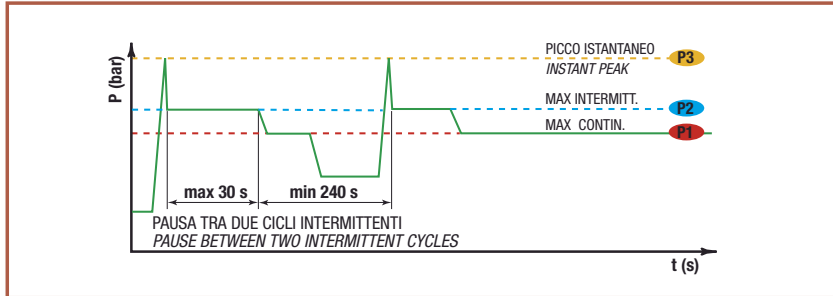 P (bar)
PICCO ISTANTANEO
INSTANT PEAK
P3
MAX INTERMITT.
P2
MAX CONTIN.
P1
max 30 s
min 240 s
PAUSA TRA DUE CICLI INTERMITTENTI
PAUSE BETWEEN TWO INTERMITTENT CYCLES
t (s)